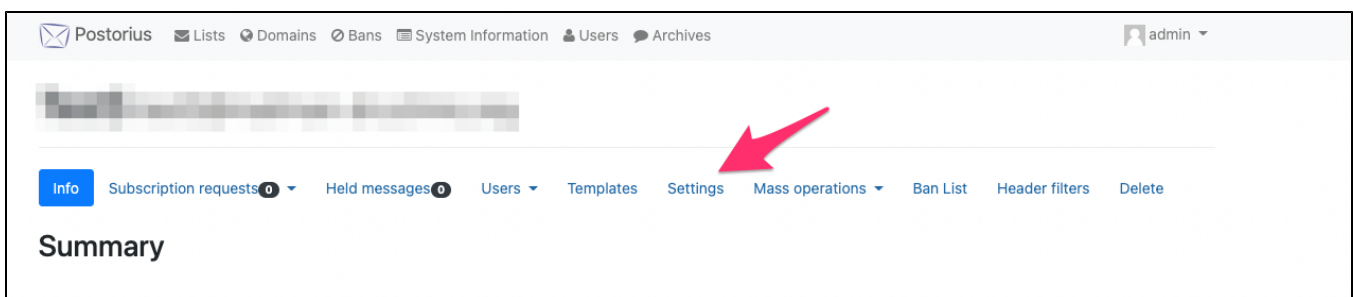 Postorius Lists Domains Bans System Information Users Archives admin
Info Subscription requests 0 Held messages 0 Users Templates Settings Mass operations Ban List Header filters Delete
Summary